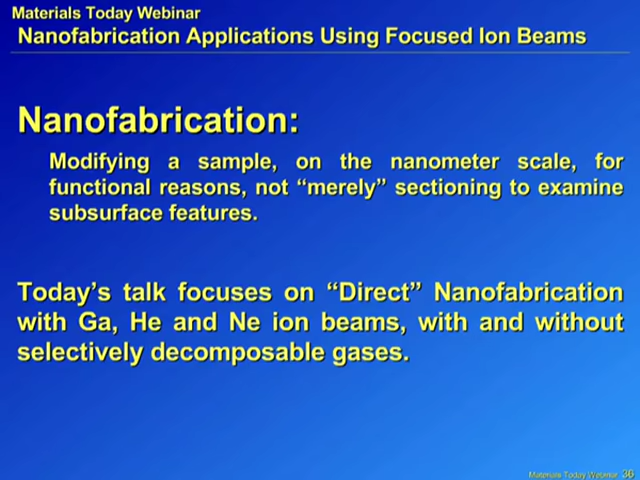 Materials Today Webinar
Nanofabrication Applications Using Focused Ion Beams
Nanofabrication:
Modifying a sample, on the nanometer scale, for
functional reasons, not “merely” sectioning to examine
subsurface features.
Today’s talk focuses on “Direct” Nanofabrication
with Ga, He and Ne ion beams, with and without
selectively decomposable gases.
Materials Today Webinar 36